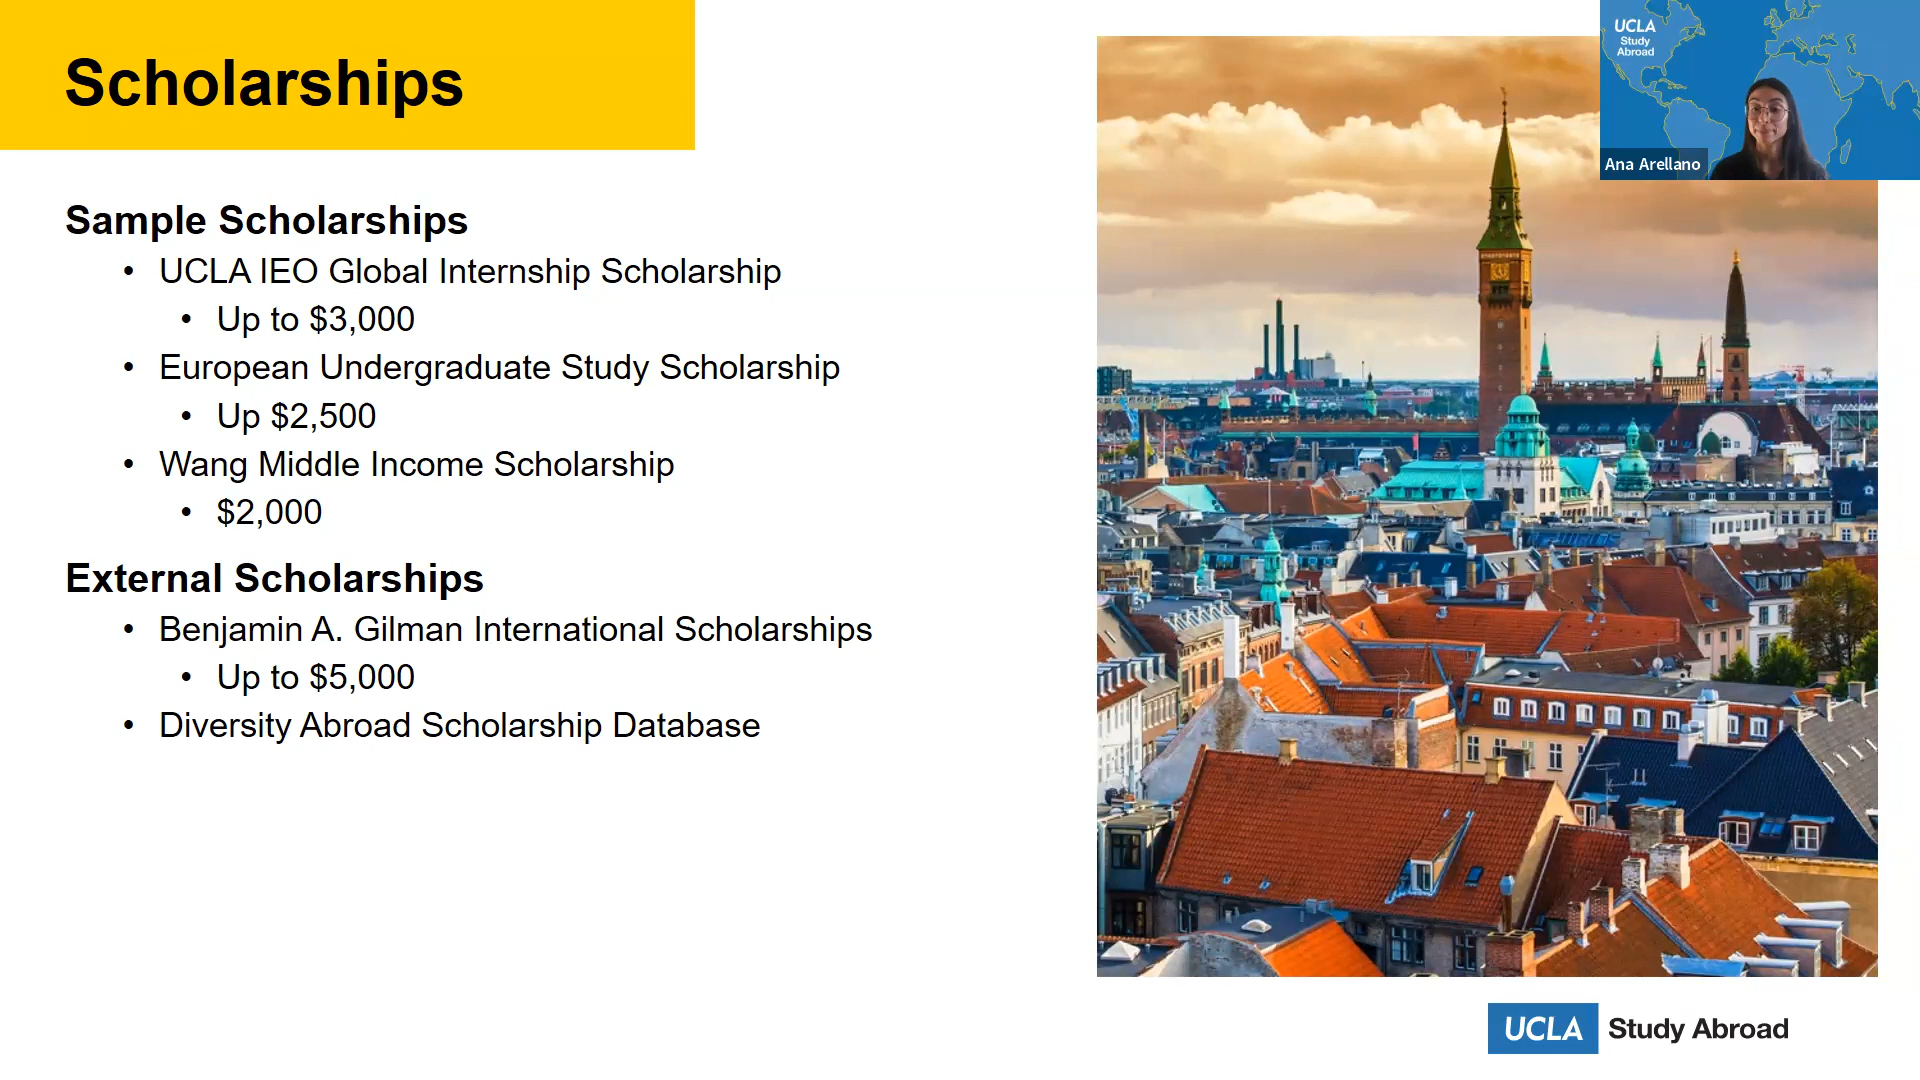 Scholarships
Sample Scholarships
• UCLA IEO Global Internship Scholarship
• Up to $3,000
• European Undergraduate Study Scholarship
• Up $2,500
• Wang Middle Income Scholarship
• $2,000
External Scholarships
• Benjamin A. Gilman International Scholarships
• Up to $5,000
• Diversity Abroad Scholarship Database
UCLA
Study
Abroad
Ana Arellano
UCLA Study Abroad